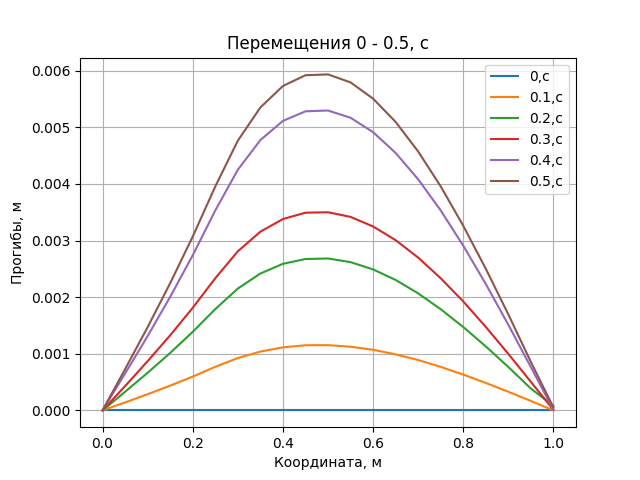 Перемещения 0 - 0.5, с
0,с
0.1,с
0.2,с
0.3,с
0.4,с
0.5,с
Прогибы, м
0.006
0.005
0.004
0.003
0.002
0.001
0.000
0.0 0.2 0.4 0.6 0.8 1.0
Координата, м